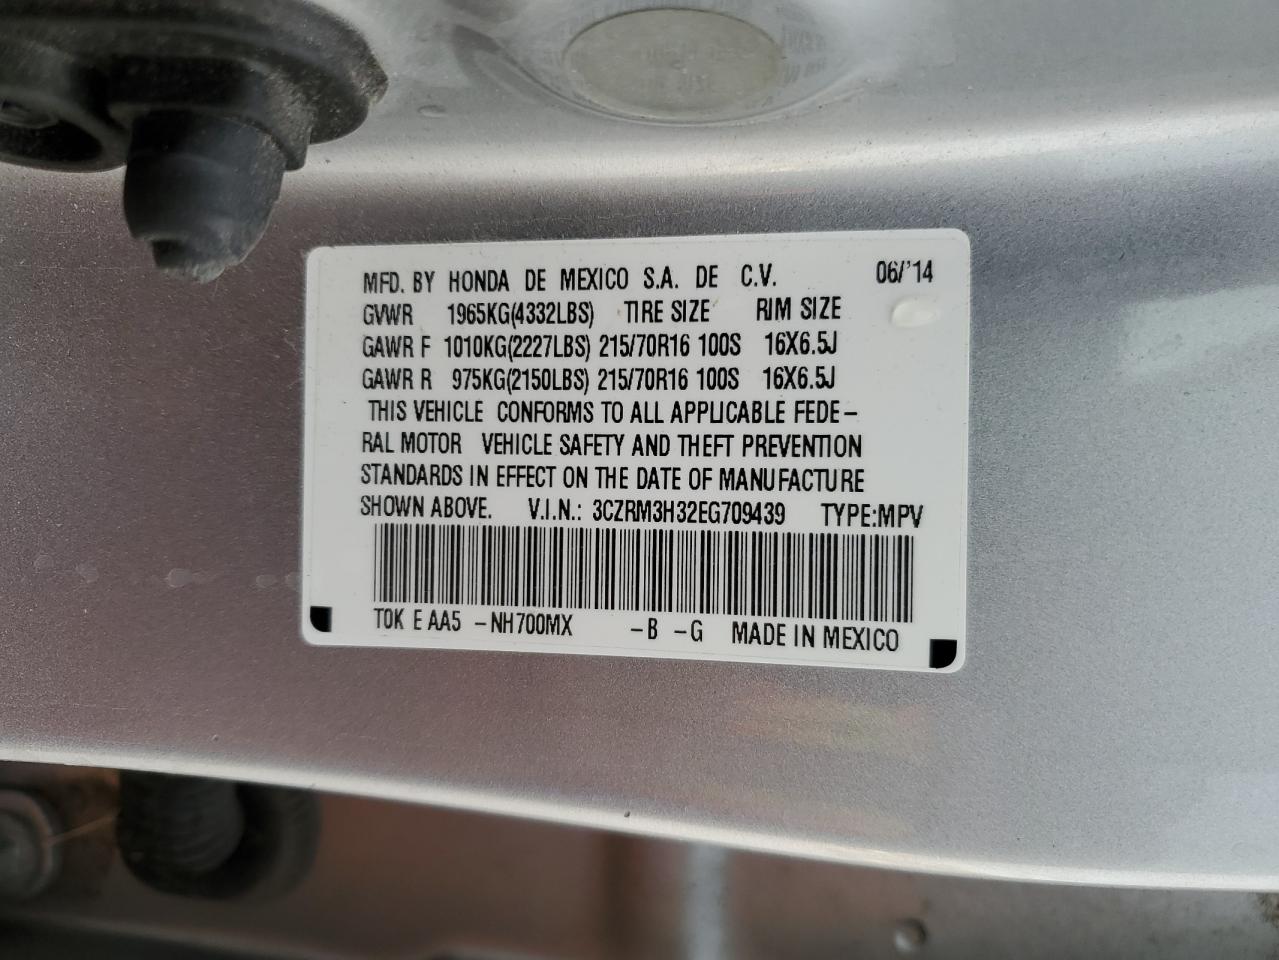 MFD. BY HONDA DE MEXICO S.A. DE C.V. 06/'14
GVWR 1965KG(4332LBS) TIRE SIZE RIM SIZE
GAWR F 1010KG(2227LBS) 215/70R16 100S 16X6.5J
GAWR R 975KG(2150LBS) 215/70R16 100S 16X6.5J
THIS VEHICLE CONFORMS TO ALL APPLICABLE FEDE-
RAL MOTOR VEHICLE SAFETY AND THEFT PREVENTION
STANDARDS IN EFFECT ON THE DATE OF MANUFACTURE
SHOWN ABOVE. V.I.N.: 3CZRM3H32EG709439 TYPE:MPV
T0K E AA5 -NH700MX -B -G MADE IN MEXICO